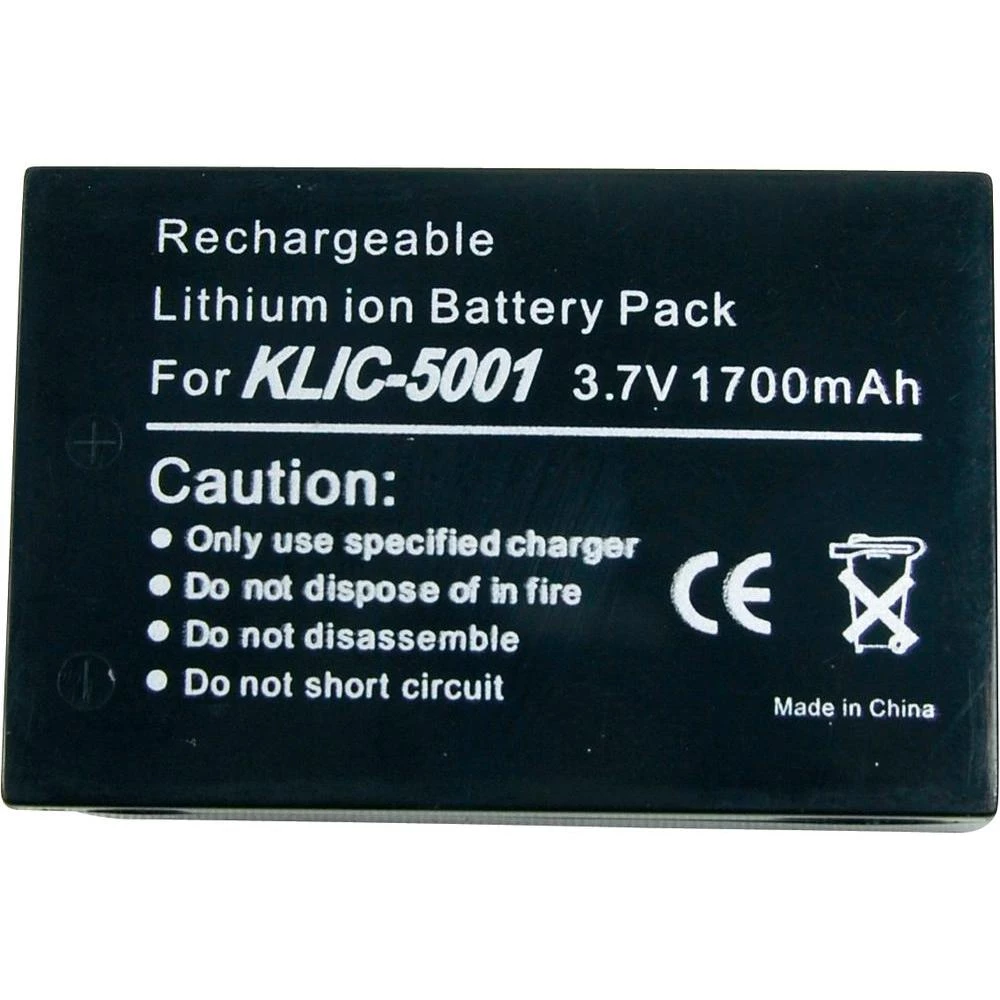 Rechargeable
Lithium ion Battery Pack
For KLIC-5001 3.7V 1700mAh
Caution:
• Only use specified charger
• Do not dispose of in fire
• Do not disassemble
• Do not short circuit
CE
Made in China
+
-